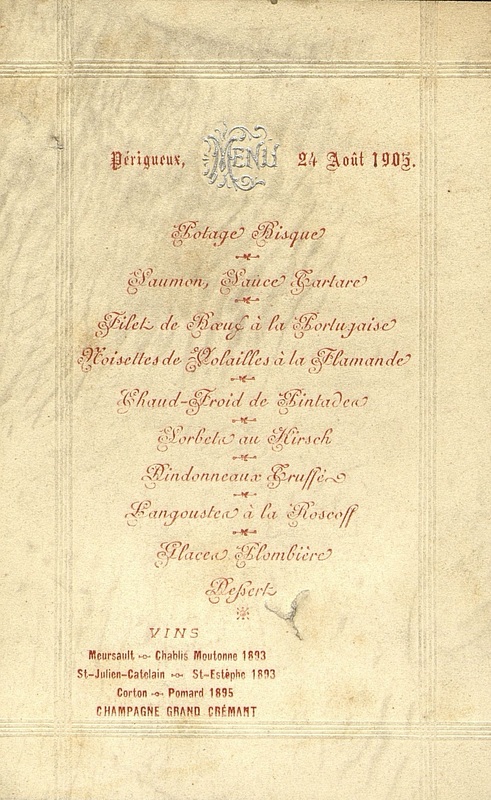 Périgueux, MENU 24 Août 1905.
Potage Bisque
Saumon, Sauce Tartare
Filet de Bœuf à la Portugaise
Noisettes de Volailles à la Flamande
Chaud-Froid de Pintades
Sorbets au Kirsch
Dindonneaux Truffés
Langoustes à la Roscoff
Glaces Plombière
Dessert
VINS
Meursault - Chablis Moutonne 1893
St-Julien-Catelain - St-Estèphe 1893
Corton - Pomard 1895
CHAMPAGNE GRAND CRÉMANT